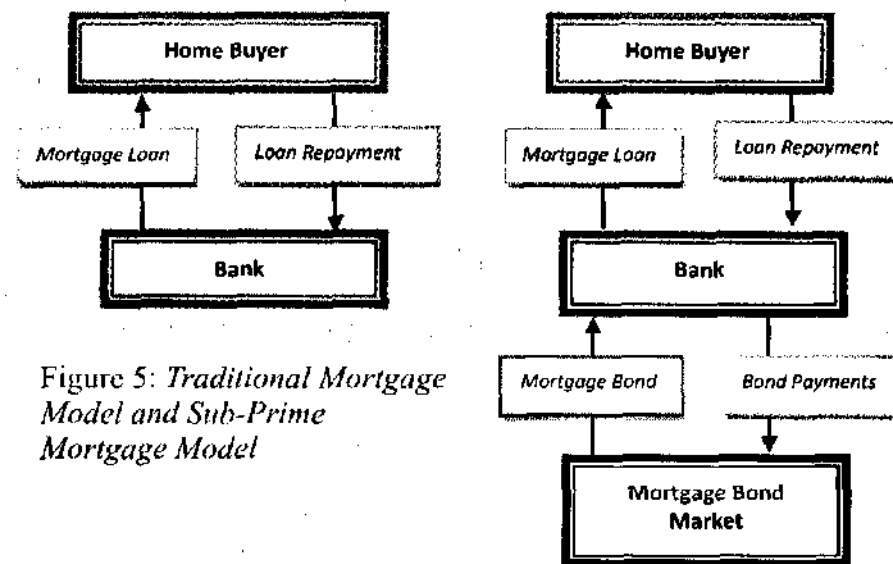 Home Buyer
Mortgage Loan
Loan Repayment
Bank
Figure 5: Traditional Mortgage
Model and Sub-Prime
Mortgage Model
Home Buyer
Mortgage Loan
Loan Repayment
Bank
Mortgage Bond
Bond Payments
Mortgage Bond
Market